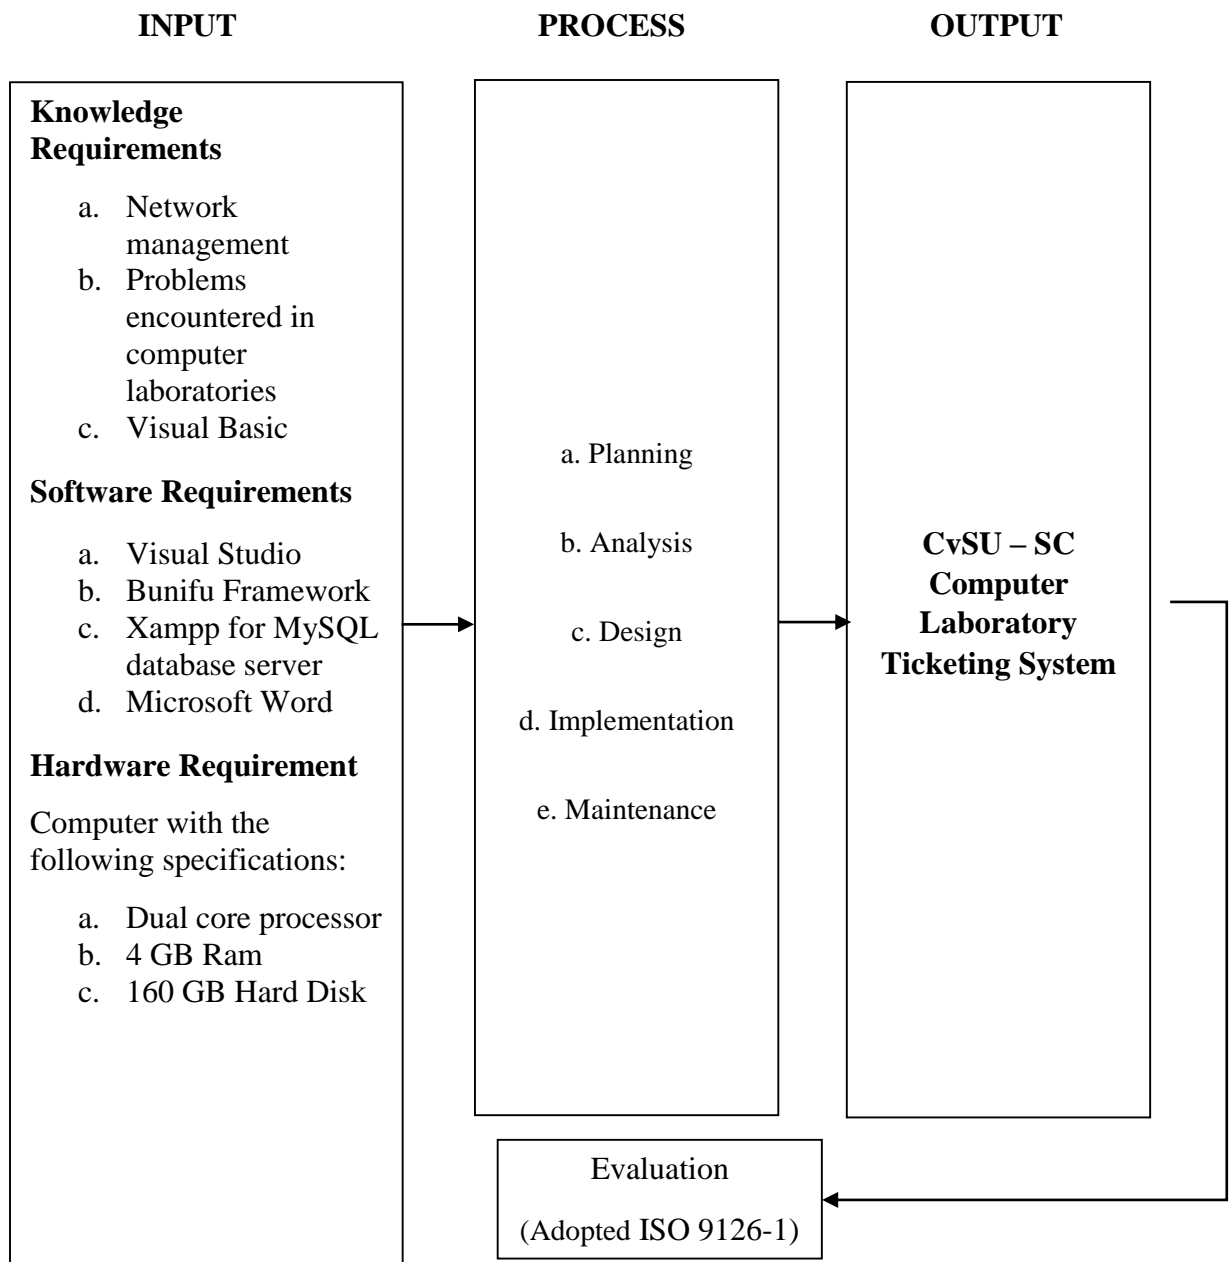 INPUT
PROCESS
OUTPUT
Knowledge
Requirements
a. Network
management
b. Problems
encountered in
computer
laboratories
c. Visual Basic
Software Requirements
a. Visual Studio
b. Bunifu Framework
c. Xampp for MySQL
database server
d. Microsoft Word
Hardware Requirement
Computer with the
following specifications:
a. Dual core processor
b. 4 GB Ram
c. 160 GB Hard Disk
a. Planning
b. Analysis
c. Design
d. Implementation
e. Maintenance
CvSU – SC
Computer
Laboratory
Ticketing System
Evaluation
(Adopted ISO 9126-1)